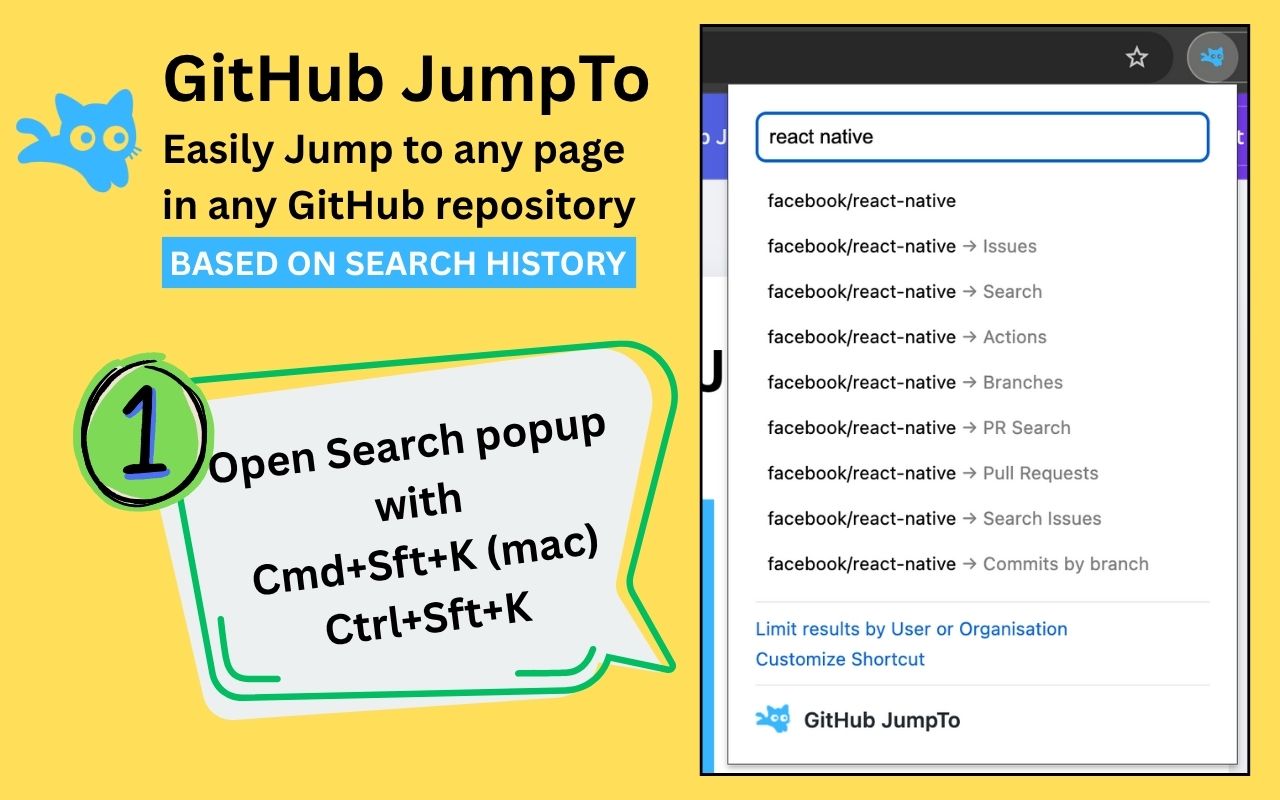 GitHub JumpTo
Easily Jump to any page
in any GitHub repository
BASED ON SEARCH HISTORY
1
Open Search popup
with
Cmd+Sft+K (mac)
Ctrl+Sft+K
react native
facebook/react-native
facebook/react-native → Issues
facebook/react-native → Search
facebook/react-native → Actions
facebook/react-native → Branches
facebook/react-native → PR Search
facebook/react-native → Pull Requests
facebook/react-native → Search Issues
facebook/react-native → Commits by branch
Limit results by User or Organisation
Customize Shortcut
GitHub JumpTo